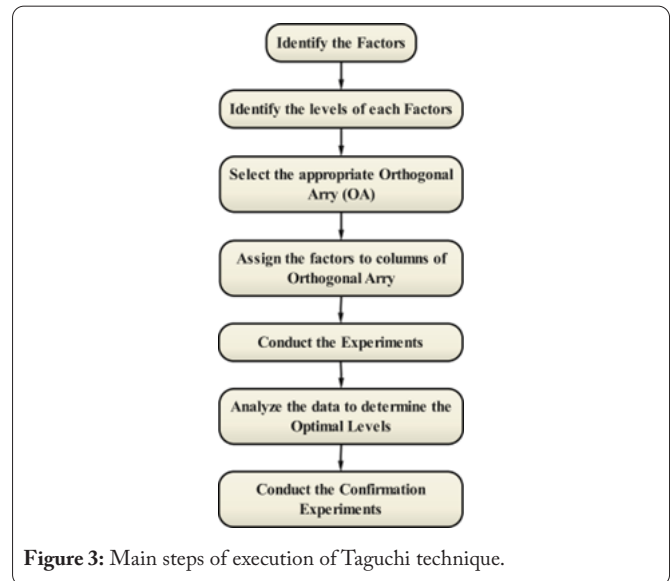 Identify the Factors
Identify the levels of each Factors
Select the appropriate Orthogonal
Arry (OA)
Assign the factors to columns of
Orthogonal Arry
Conduct the Experiments
Analyze the data to determine the
Optimal Levels
Conduct the Confirmation
Experiments
Figure 3: Main steps of execution of Taguchi technique.